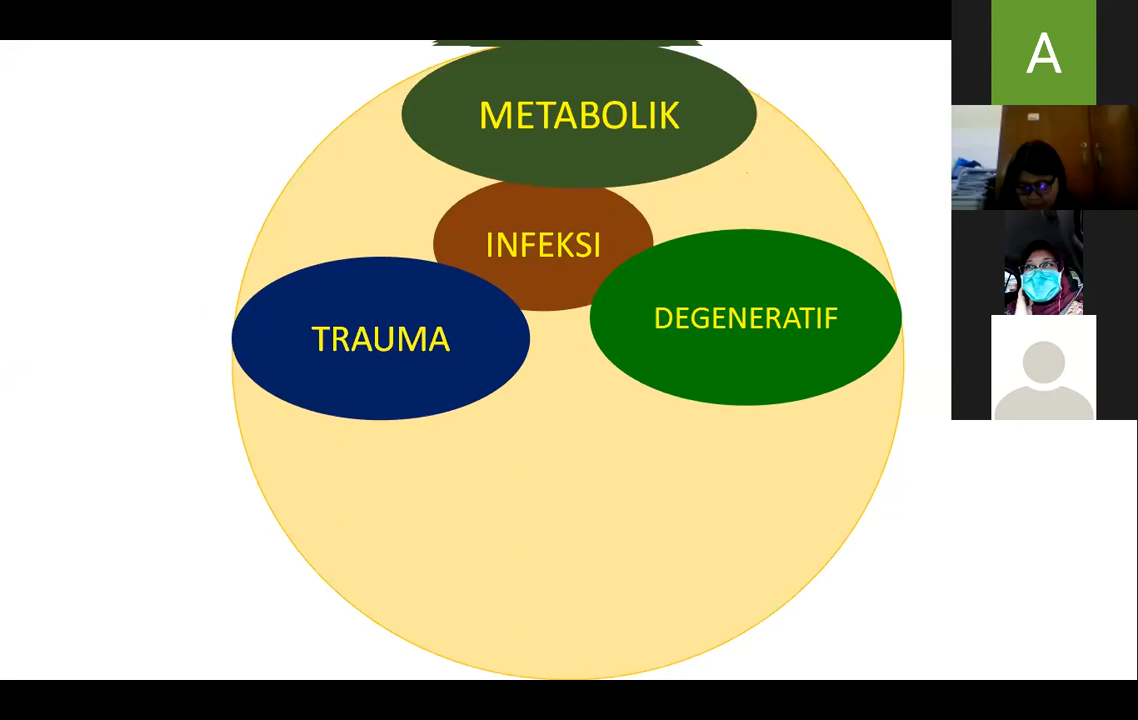 A
METABOLIK
INFEKSI
DEGENERATIF
TRAUMA